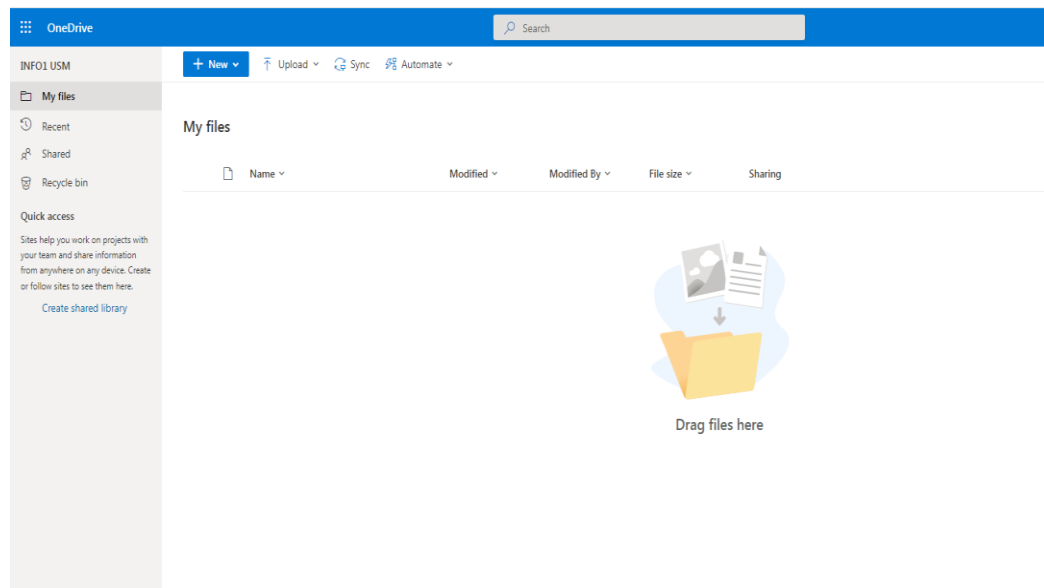 OneDrive
Search
INFO1 USM
New
Upload
Sync
Automate
My files
Recent
Shared
Recycle bin
Quick access
Sites help you work on projects with
your team and share information
from anywhere on any device. Create
or follow sites to see them here.
Create shared library
My files
Name
Modified
Modified By
File size
Sharing
Drag files here